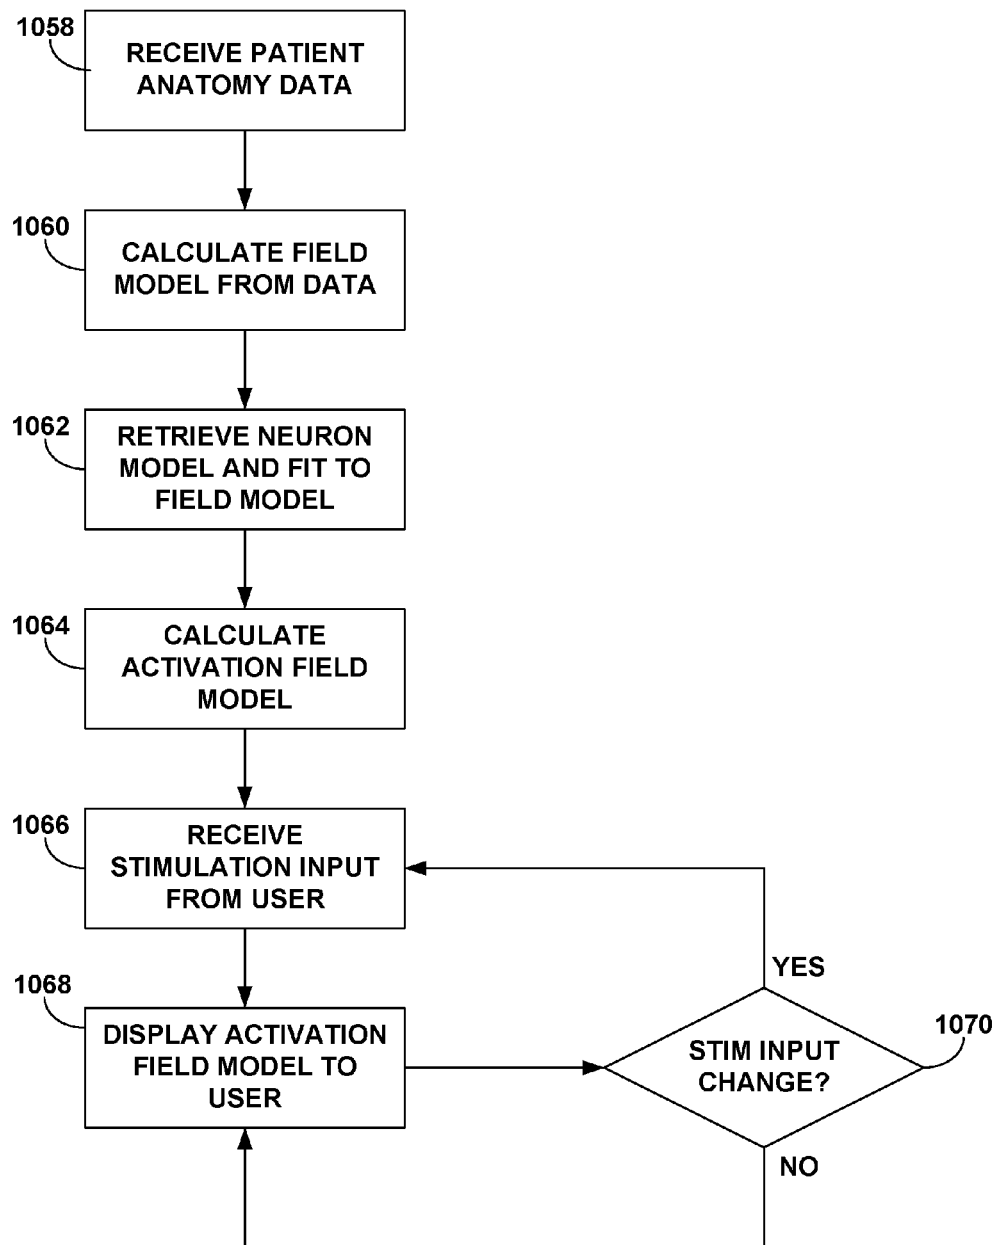 1058
RECEIVE PATIENT
ANATOMY DATA
1060
CALCULATE FIELD
MODEL FROM DATA
1062
RETRIEVE NEURON
MODEL AND FIT TO
FIELD MODEL
1064
CALCULATE
ACTIVATION FIELD
MODEL
1066
RECEIVE
STIMULATION INPUT
FROM USER
YES
1068
DISPLAY ACTIVATION
FIELD MODEL TO
USER
1070
STIM INPUT
CHANGE?
NO